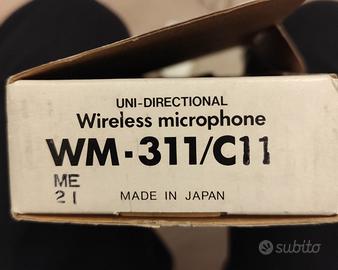 UNI-DIRECTIONAL
Wireless microphone
WM-311/C11
ME
21
MADE IN JAPAN
subito